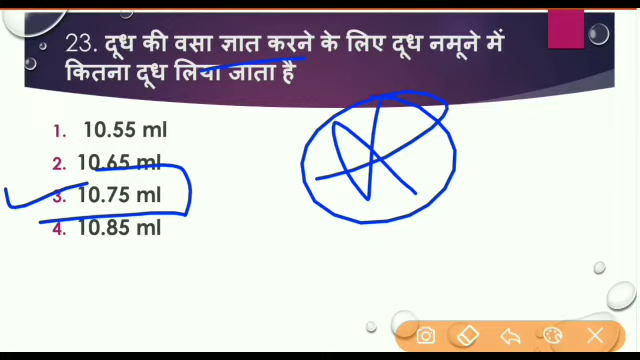 23. दूध की वसा ज्ञात करने के लिए दूध नमूने में
कितना दूध लिया जाता है
1. 10.55 ml
2. 10.65 ml
3. 10.75 ml
4. 10.85 ml